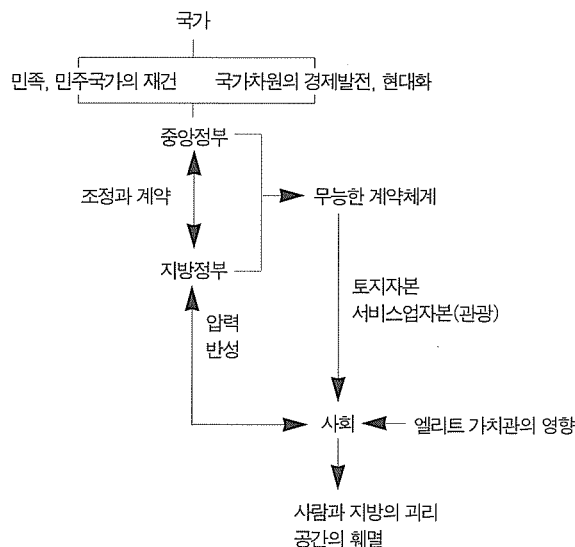 국가
민족, 민주국가의 재건 국가차원의 경제발전, 현대화
중앙정부
조정과 계약
무능한 계약체계
지방정부
토지자본
서비스업자본(관광)
압력
반성
사회
엘리트 가치관의 영향
사람과 지방의 괴리
공간의 훼멸